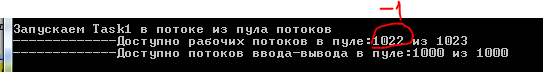 -1
Запускаем Task1 в потоке из пула потоков
-------------Доступно рабочих потоков в пуле:1022 из 1023
-------------Доступно потоков ввода-вывода в пуле:1000 из 1000